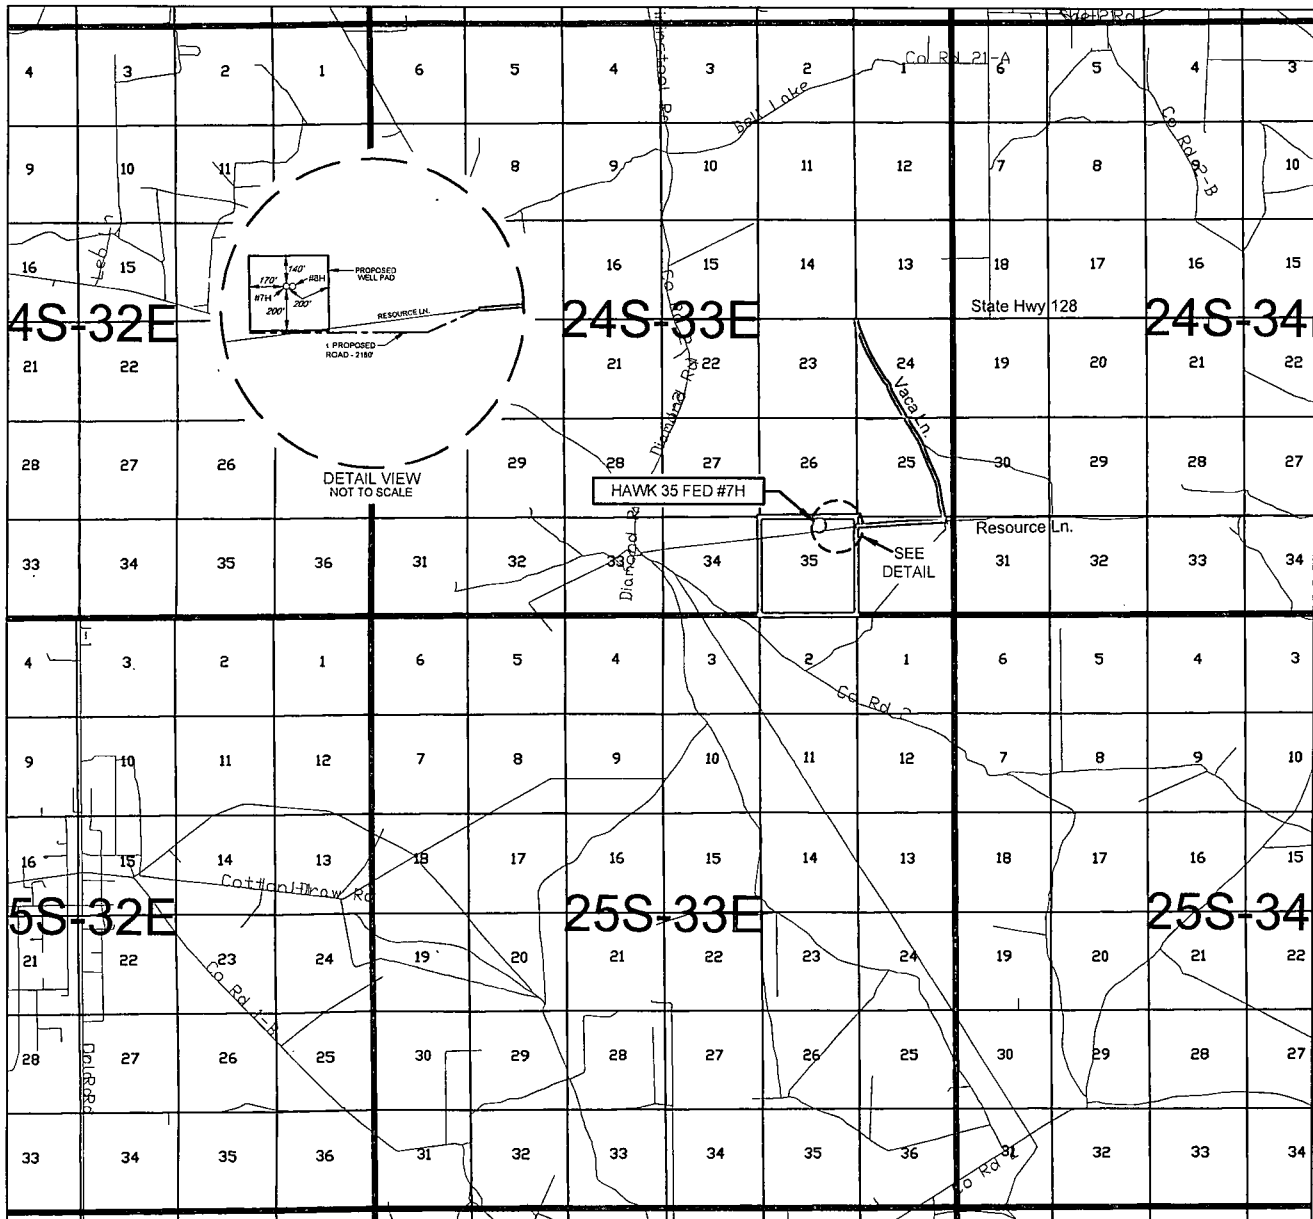 Shell Rd
4 3 2 1 6 5 4 3 2 1 6 5 4 3
Co Rd 21-A
Bell Lake
9 10 11 8 9 10 11 12 7 8 9 10
Co Rd 2-B
Leb Ln
16 15 16 15 14 13 18 17 16 15
140'
170'
#8H
#7H
200'
200'
PROPOSED
WELL PAD
RESOURCE LN.
PROPOSED
ROAD - 2180'
4S-32E 24S-33E State Hwy 128 24S-34
21 22 21 22 23 24 19 20 21 22
Vaca Ln.
Diamond Rd
28 27 26 29 28 27 26 25 30 29 28 27
DETAIL VIEW
NOT TO SCALE
HAWK 35 FED #7H
Resource Ln.
SEE
DETAIL
33 34 35 36 31 32 33 34 35 31 32 33 34
Diamond Rd
4 3 2 1 6 5 4 3 2 1 6 5 4 3
Co Rd 2
9 10 11 12 7 8 9 10 11 12 7 8 9 10
16 15 14 13 18 17 16 15 14 13 18 17 16 15
Cotton Draw Rd
5S-32E 25S-33E 25S-34
21 22 23 24 19 20 21 22 23 24 19 20 21 22
Co Rd 1-B
28 27 26 25 30 29 28 27 26 25 30 29 28 27
33 34 35 36 31 32 33 34 35 36 31 32 33 34
Co Rd